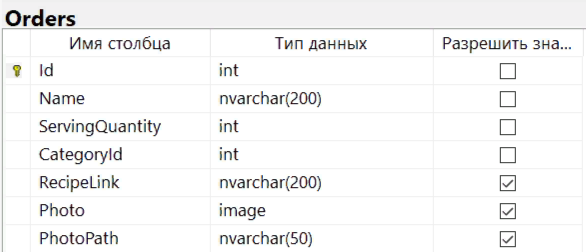 Orders
Имя столбца Тип данных Разрешить зна...
Id int
Name nvarchar(200)
ServingQuantity int
CategoryId int
RecipeLink nvarchar(200)
Photo image
PhotoPath nvarchar(50)